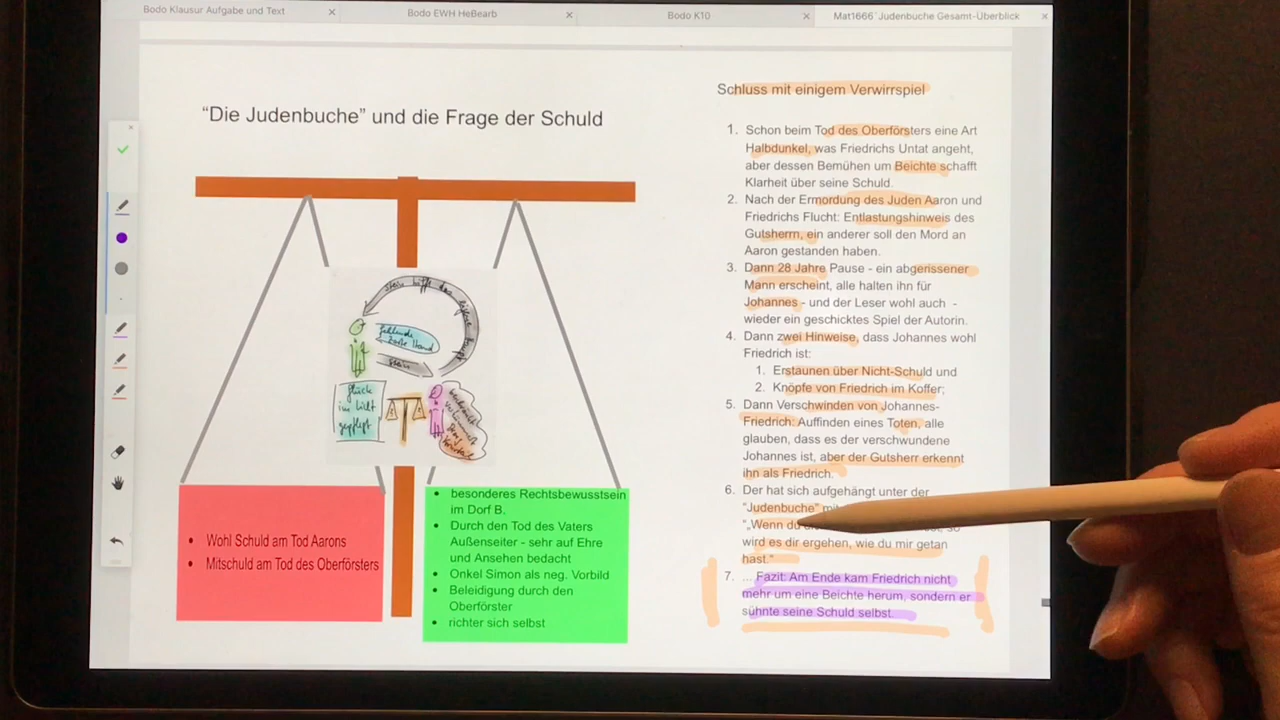 Bodo Klausur Aufgabe und Text
Bodo EWH HeBearb
Bodo K10
Mat1666`Judenbuche Gesamt-Überblick
“Die Judenbuche” und die Frage der Schuld
Glück
im Licht
gepflegt
Stein
Wohl Schuld am Tod Aarons
Mitschuld am Tod des Oberförsters
besonderes Rechtsbewusstsein
im Dorf B.
Durch den Tod des Vaters
Außenseiter - sehr auf Ehre
und Ansehen bedacht
Onkel Simon als neg. Vorbild
Beleidigung durch den
Oberförster
richter sich selbst
Schluss mit einigem Verwirrspiel
1. Schon beim Tod des Oberförsters eine Art
Halbdunkel, was Friedrichs Untat angeht,
aber dessen Bemühen um Beichte schafft
Klarheit über seine Schuld.
2. Nach der Ermordung des Juden Aaron und
Friedrichs Flucht: Entlastungshinweis des
Gutsherrn, ein anderer soll den Mord an
Aaron gestanden haben.
3. Dann 28 Jahre Pause - ein abgerissener
Mann erscheint, alle halten ihn für
Johannes - und der Leser wohl auch -
wieder ein geschicktes Spiel der Autorin.
4. Dann zwei Hinweise, dass Johannes wohl
Friedrich ist:
1. Erstaunen über Nicht-Schuld und
2. Knöpfe von Friedrich im Koffer;
5. Dann Verschwinden von Johannes-
Friedrich: Auffinden eines Toten, alle
glauben, dass es der verschwundene
Johannes ist, aber der Gutsherr erkennt
ihn als Friedrich.
6. Der hat sich aufgehängt unter der
“Judenbuche”
“„Wenn du
wird es dir ergehen, wie du mir getan
hast.”
7. ... Fazit: Am Ende kam Friedrich nicht
mehr um eine Beichte herum, sondern er
sühnte seine Schuld selbst.